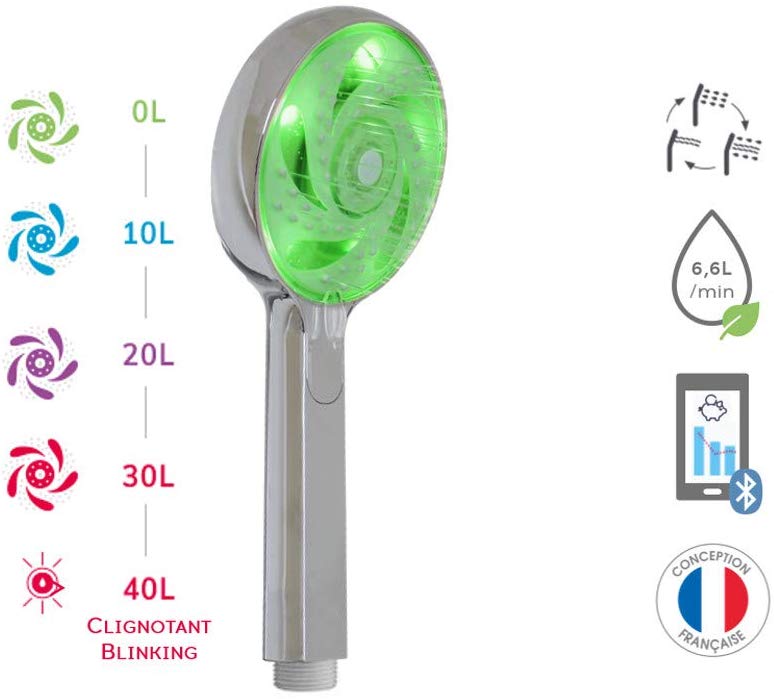 0L
10L
20L
30L
40L
CLIGNOTANT
BLINKING
6,6L
/min
CONCEPTION
FRANÇAISE